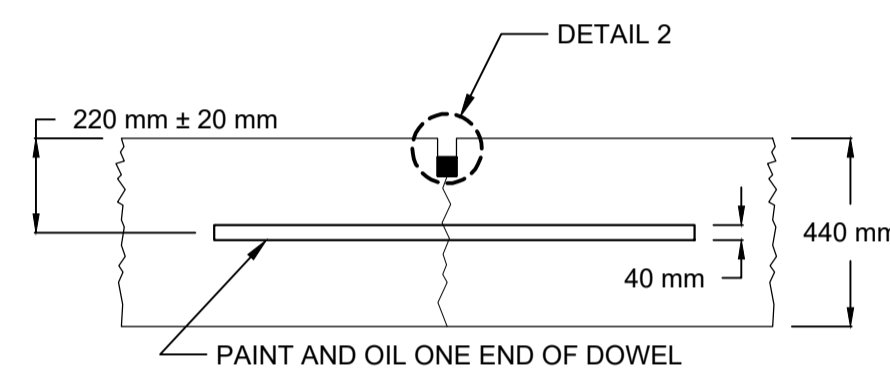 DETAIL 2
220 mm ± 20 mm
440 mm
40 mm
PAINT AND OIL ONE END OF DOWEL